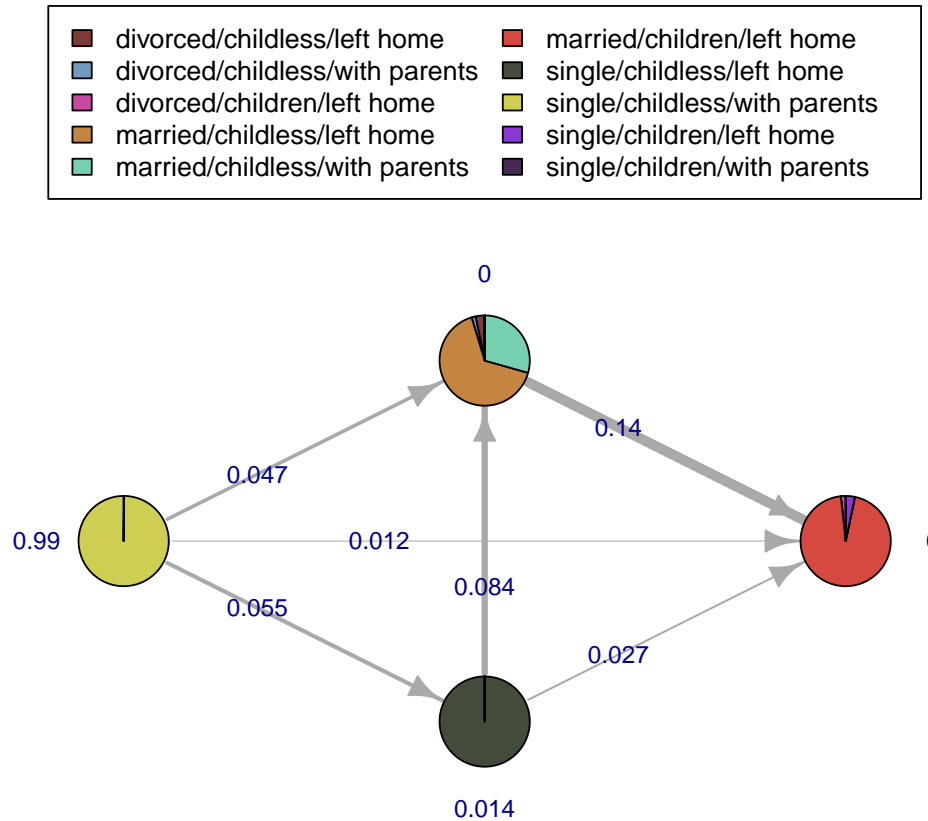 divorced/childless/left home
divorced/childless/with parents
divorced/children/left home
married/childless/left home
married/childless/with parents
married/children/left home
single/childless/left home
single/childless/with parents
single/children/left home
single/children/with parents
0
0.14
0.047
0.99
0.012
0.084
0.055
0.027
0.014